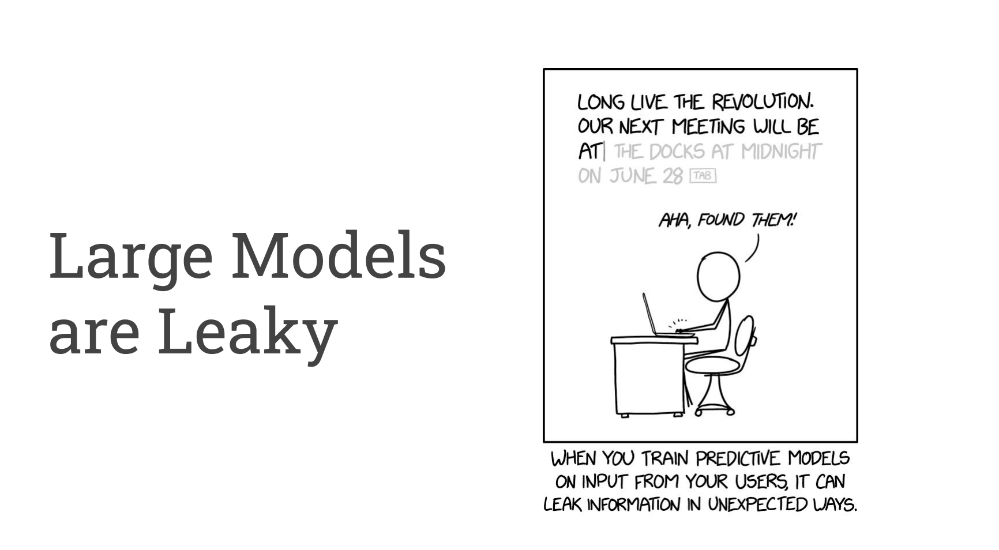 Large Models
are Leaky
LONG LIVE THE REVOLUTION.
OUR NEXT MEETING WILL BE
AT| THE DOCKS AT MIDNIGHT
ON JUNE 28 TAB
AHA, FOUND THEM!
WHEN YOU TRAIN PREDICTIVE MODELS
ON INPUT FROM YOUR USERS, IT CAN
LEAK INFORMATION IN UNEXPECTED WAYS.